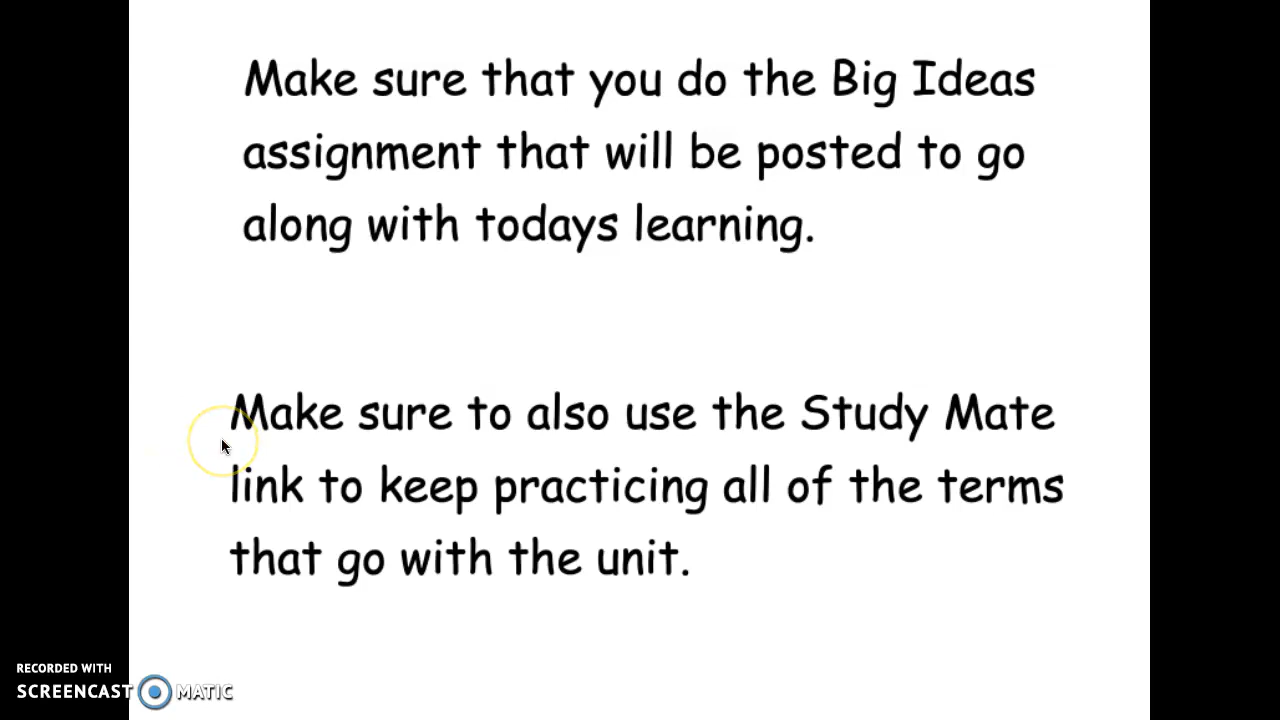 Make sure that you do the Big Ideas
assignment that will be posted to go
along with todays learning.
Make sure to also use the Study Mate
link to keep practicing all of the terms
that go with the unit.
RECORDED WITH
SCREENCAST MATIC